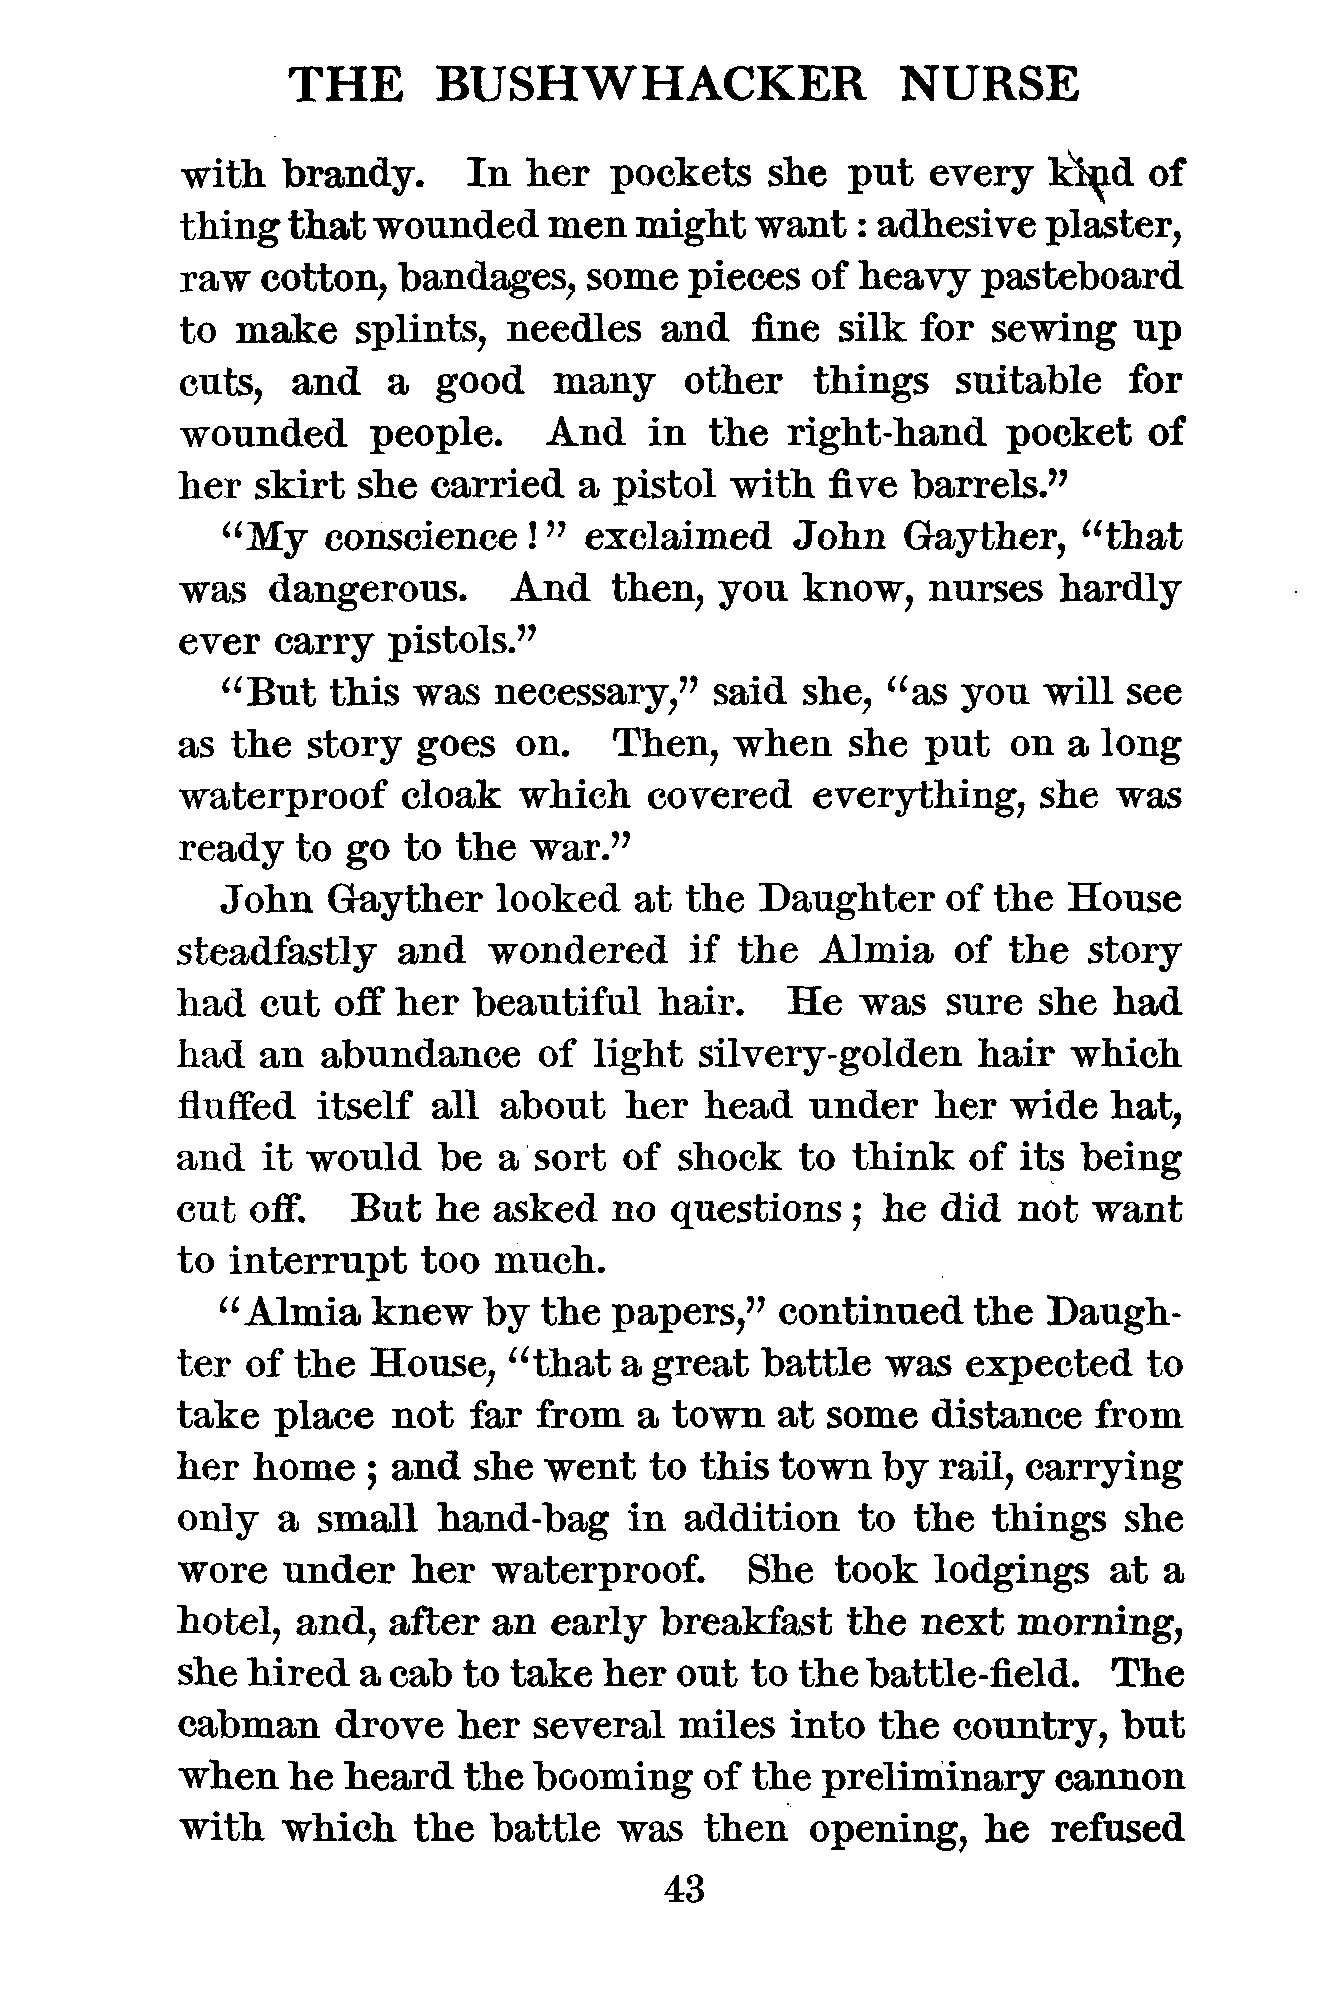 THE BUSHWHACKER NURSE
with brandy. In her pockets she put every kind of
thing that wounded men might want : adhesive plaster,
raw cotton, bandages, some pieces of heavy pasteboard
to make splints, needles and fine silk for sewing up
cuts, and a good many other things suitable for
wounded people. And in the right-hand pocket of
her skirt she carried a pistol with five barrels.”
“My conscience !” exclaimed John Gayther, “that
was dangerous. And then, you know, nurses hardly
ever carry pistols.”
“But this was necessary,” said she, “as you will see
as the story goes on. Then, when she put on a long
waterproof cloak which covered everything, she was
ready to go to the war.”
John Gayther looked at the Daughter of the House
steadfastly and wondered if the Almia of the story
had cut off her beautiful hair. He was sure she had
had an abundance of light silvery-golden hair which
fluffed itself all about her head under her wide hat,
and it would be a sort of shock to think of its being
cut off. But he asked no questions ; he did not want
to interrupt too much.
“Almia knew by the papers,” continued the Daugh-
ter of the House, “that a great battle was expected to
take place not far from a town at some distance from
her home ; and she went to this town by rail, carrying
only a small hand-bag in addition to the things she
wore under her waterproof. She took lodgings at a
hotel, and, after an early breakfast the next morning,
she hired a cab to take her out to the battle-field. The
cabman drove her several miles into the country, but
when he heard the booming of the preliminary cannon
with which the battle was then opening, he refused
43